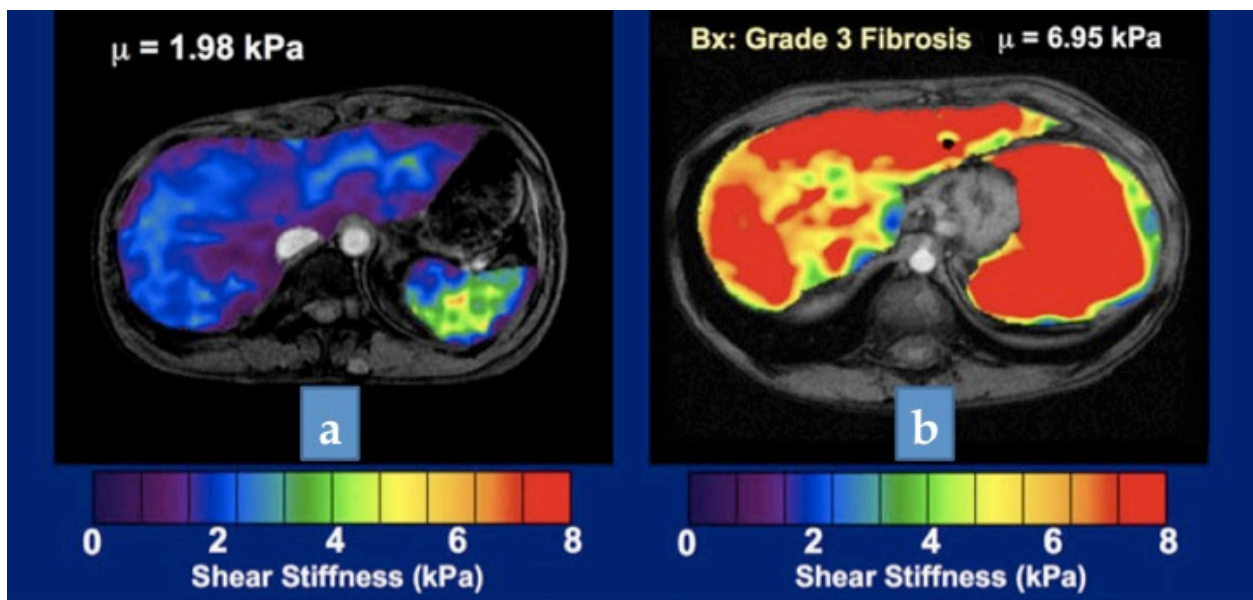 μ = 1.98 kPa
a
0 2 4 6 8
Shear Stiffness (kPa)
Bx: Grade 3 Fibrosis μ = 6.95 kPa
b
0 2 4 6 8
Shear Stiffness (kPa)